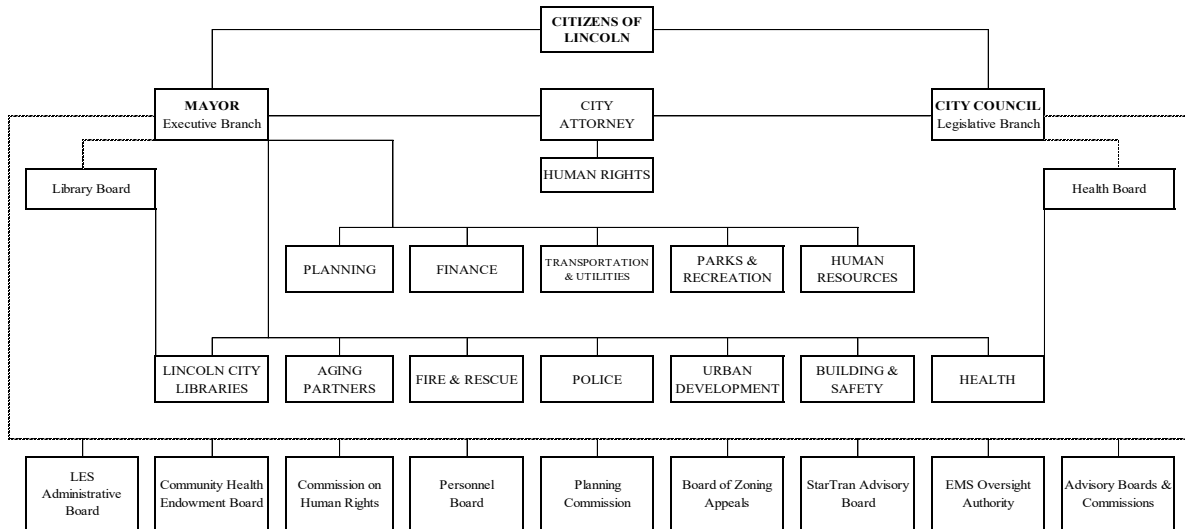 CITIZENS OF
LINCOLN
MAYOR
Executive Branch
CITY
ATTORNEY
CITY COUNCIL
Legislative Branch
HUMAN RIGHTS
Library Board
Health Board
PLANNING
FINANCE
TRANSPORTATION
& UTILITIES
PARKS &
RECREATION
HUMAN
RESOURCES
LINCOLN CITY
LIBRARIES
AGING
PARTNERS
FIRE & RESCUE
POLICE
URBAN
DEVELOPMENT
BUILDING &
SAFETY
HEALTH
LES
Administrative
Board
Community Health
Endowment Board
Commission on
Human Rights
Personnel
Board
Planning
Commission
Board of Zoning
Appeals
StarTran Advisory
Board
EMS Oversight
Authority
Advisory Boards &
Commissions